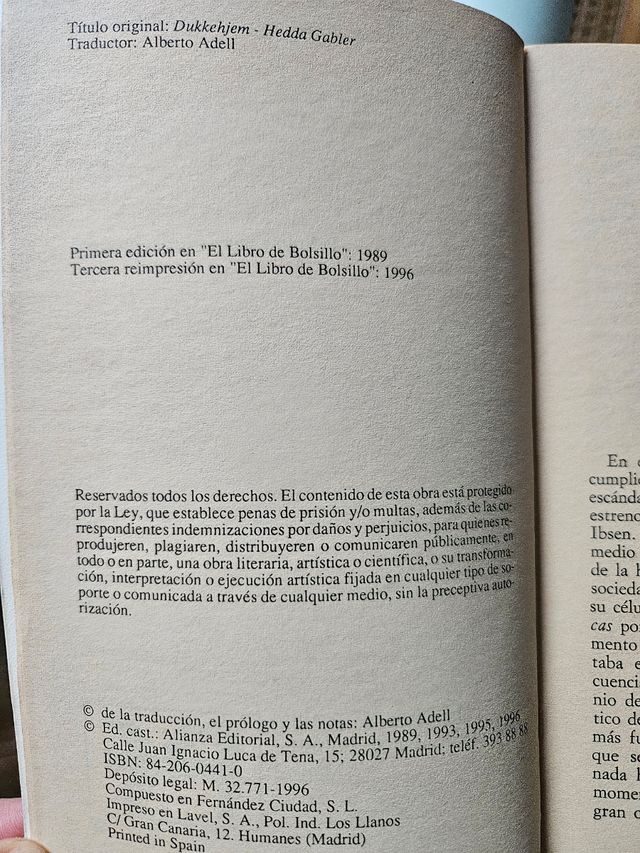 Título original: Dukkehjem - Hedda Gabler
Traductor: Alberto Adell
Primera edición en "El Libro de Bolsillo": 1989
Tercera reimpresión en "El Libro de Bolsillo": 1996
Reservados todos los derechos. El contenido de esta obra está protegido
por la Ley, que establece penas de prisión y/o multas, además de las co-
rrespondientes indemnizaciones por daños y perjuicios, para quienes re-
produjeren, plagiaren, distribuyeren o comunicaren públicamente, en
todo o en parte, una obra literaria, artística o científica, o su transforma-
ción, interpretación o ejecución artística fijada en cualquier tipo de so-
porte o comunicada a través de cualquier medio, sin la preceptiva auto-
rización.
© de la traducción, el prólogo y las notas: Alberto Adell
© Ed. cast.: Alianza Editorial, S. A., Madrid, 1989, 1993, 1995, 1996
Calle Juan Ignacio Luca de Tena, 15; 28027 Madrid; teléf. 393 88 88
ISBN: 84-206-0441-0
Depósito legal: M. 32.771-1996
Compuesto en Fernández Ciudad, S. L.
Impreso en Lavel, S. A., Pol. Ind. Los Llanos
C/ Gran Canaria, 12. Humanes (Madrid)
Printed in Spain
En
cumplie
escánda
estreno
Ibsen.
medio
de la
socieda
su célu
cas po
mento
taba e
cuenci
nio de
tico de
más fu
que se
nada
momen
gran